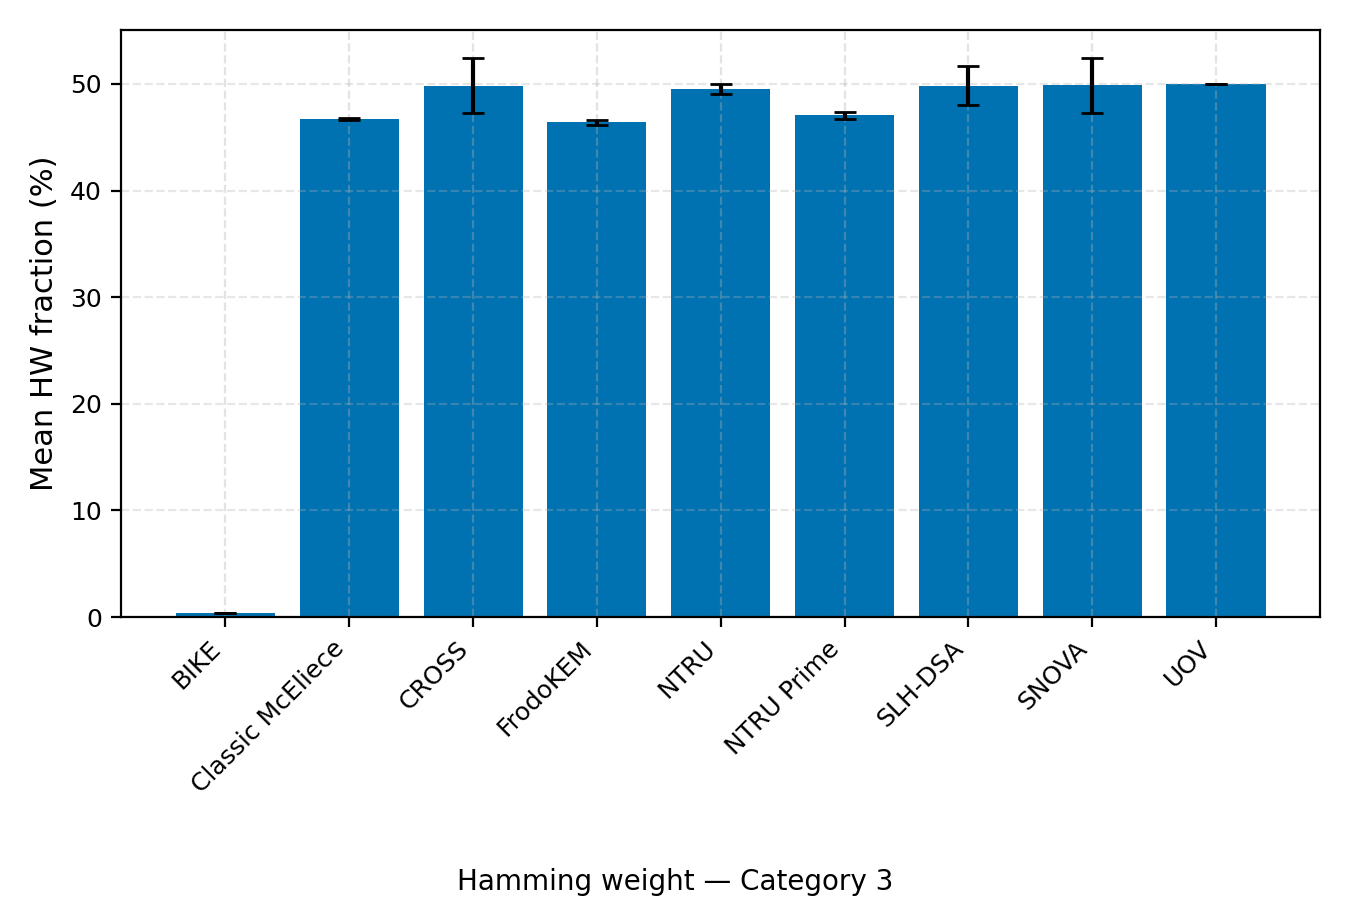 Mean HW fraction (%)
50
40
30
20
10
0
BIKE
Classic McEliece
CROSS
FrodoKEM
NTRU
NTRU Prime
SLH-DSA
SNOVA
UOV
Hamming weight — Category 3